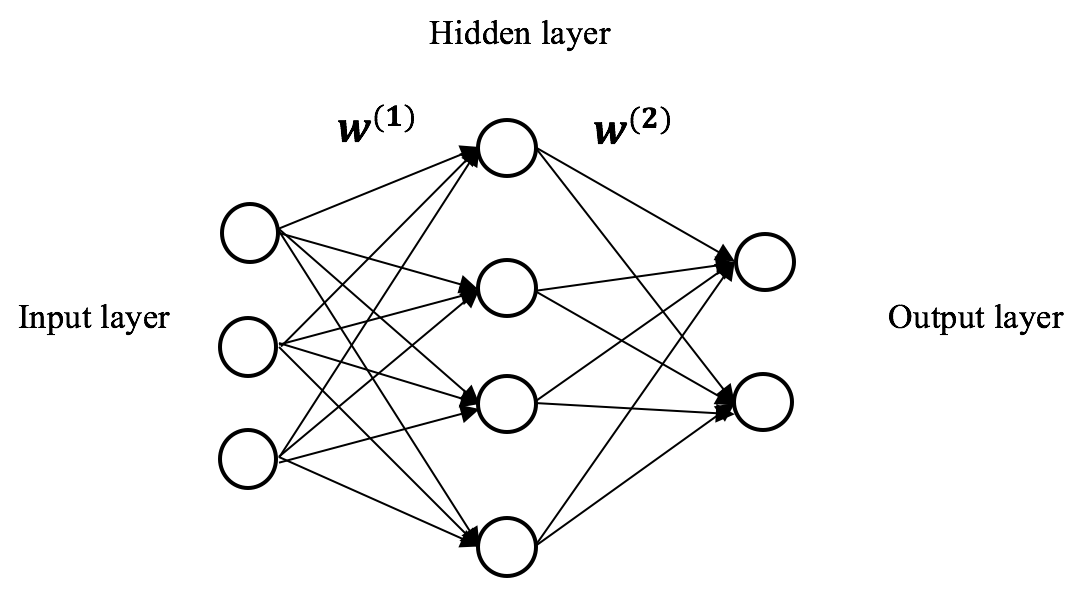 Hidden layer
w(1)
w(2)
Input layer
Output layer